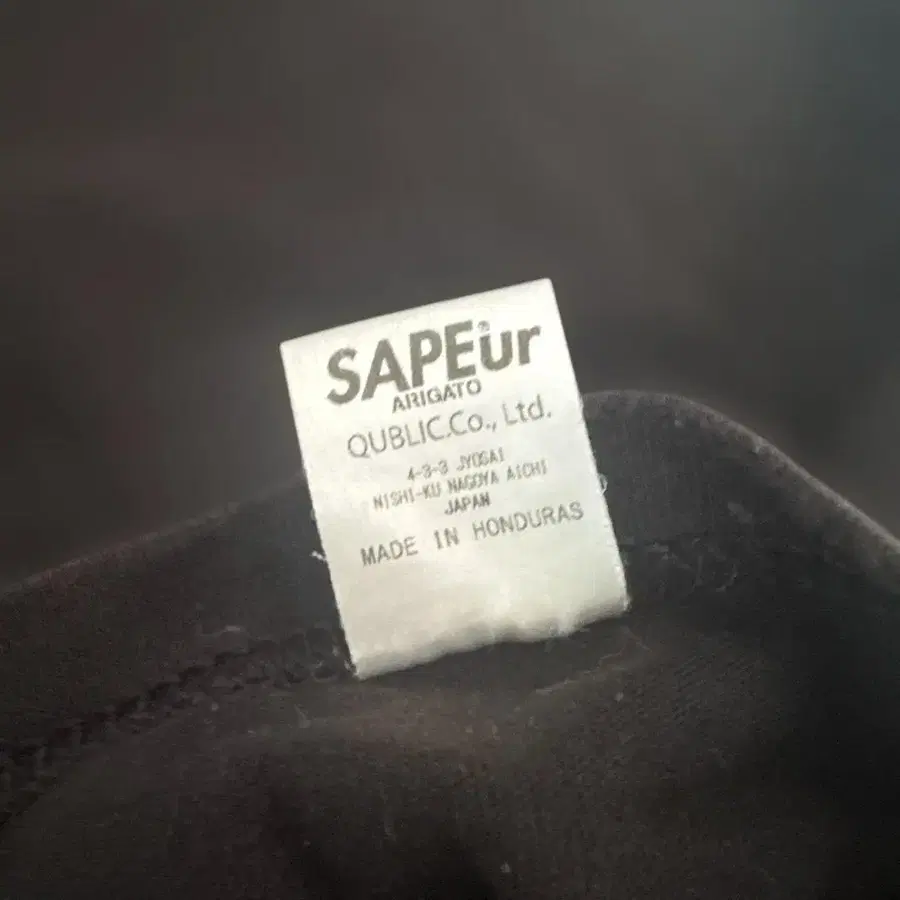 SAPEur
ARIGATO
QUBLIC.Co., Ltd.
4-3-3 JYOSAI
NISHI-KU NAGOYA AICHI
JAPAN
MADE IN HONDURAS